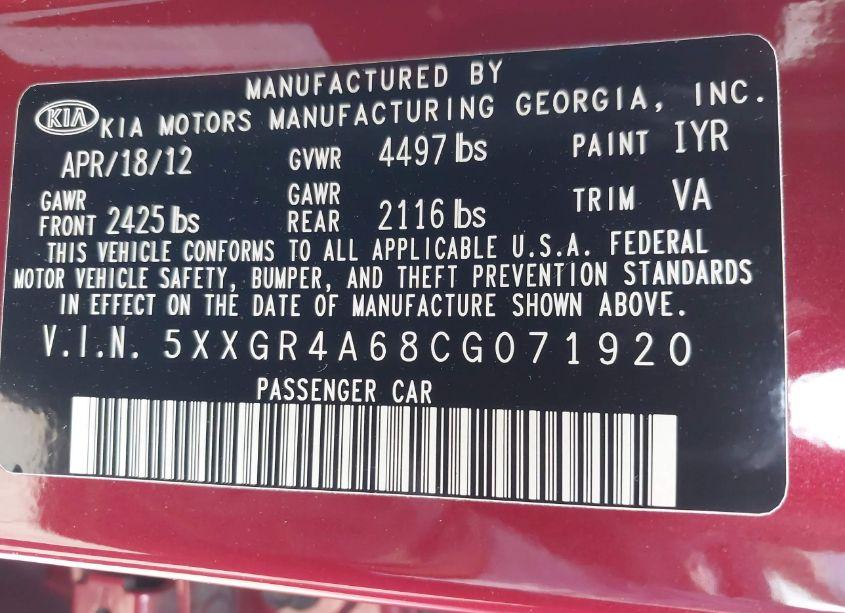 MANUFACTURED BY
KIA KIA MOTORS MANUFACTURING GEORGIA, INC.
APR/18/12 GVWR 4497 lbs PAINT IYR
GAWR FRONT 2425 lbs GAWR REAR 2116 lbs TRIM VA
THIS VEHICLE CONFORMS TO ALL APPLICABLE U.S.A. FEDERAL
MOTOR VEHICLE SAFETY, BUMPER, AND THEFT PREVENTION STANDARDS
IN EFFECT ON THE DATE OF MANUFACTURE SHOWN ABOVE.
V.I.N. 5XXGR4A68CG071920
PASSENGER CAR